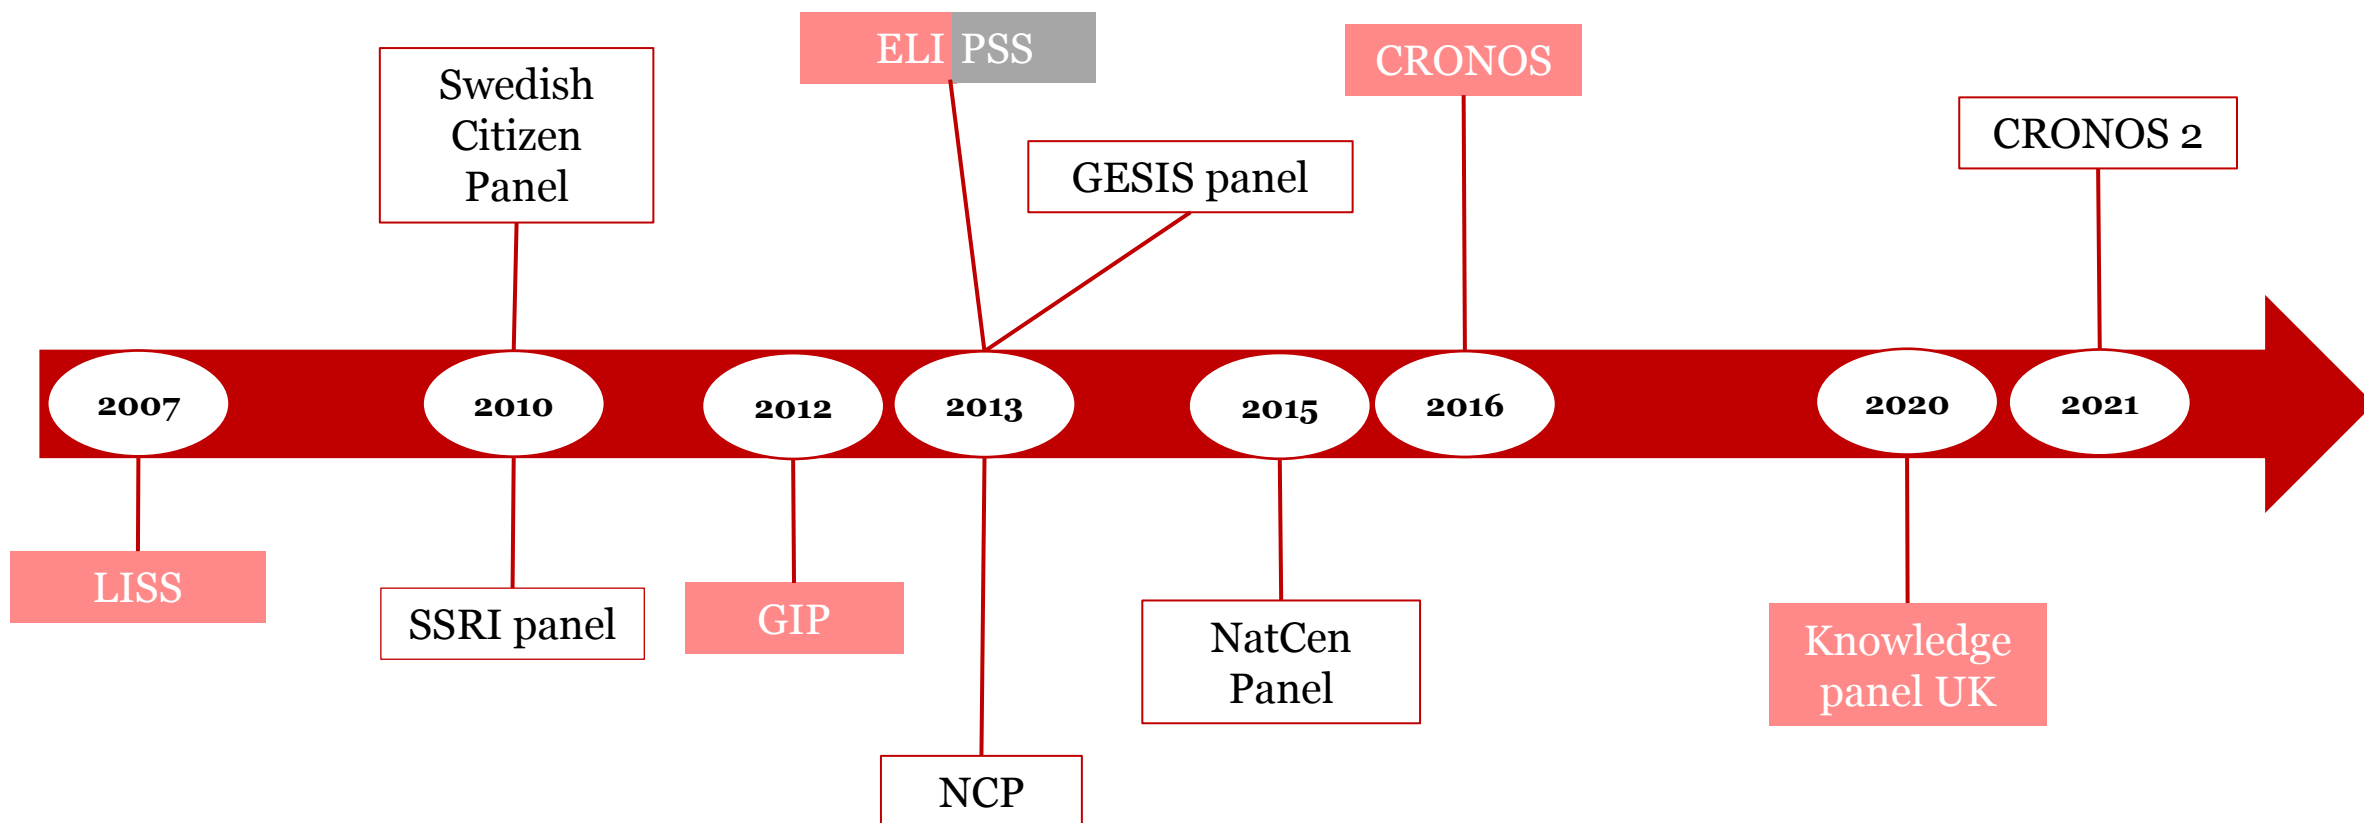 ELI PSS
CRONOS
Swedish
Citizen
Panel
CRONOS 2
GESIS panel
2007
2010
2012
2013
2015
2016
2020
2021
LISS
SSRI panel
GIP
NatCen
Panel
Knowledge
panel UK
NCP